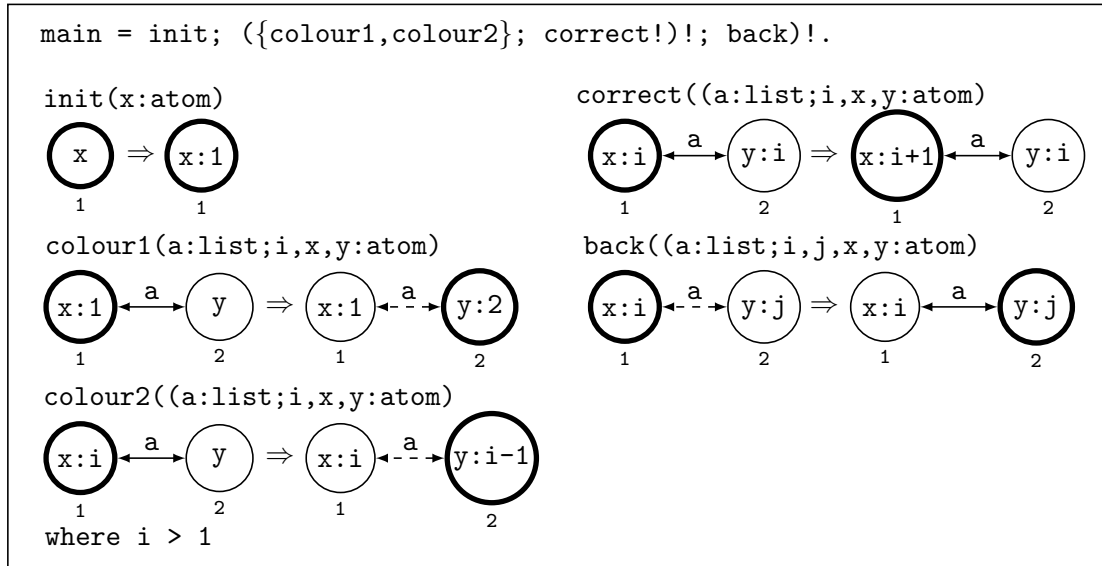 main = init; ({colour1,colour2}; correct!)!; back)!.
init(x:atom)
x ⇒ x:1
1 1
correct((a:list;i,x,y:atom)
x:i a y:i ⇒ x:i+1 a y:i
1 2 1 2
colour1(a:list;i,x,y:atom)
x:1 a y ⇒ x:1 a y:2
1 2 1 2
back((a:list;i,j,x,y:atom)
x:i a y:j ⇒ x:i a y:j
1 2 1 2
colour2((a:list;i,x,y:atom)
x:i a y ⇒ x:i a y:i-1
1 2 1 2
where i > 1